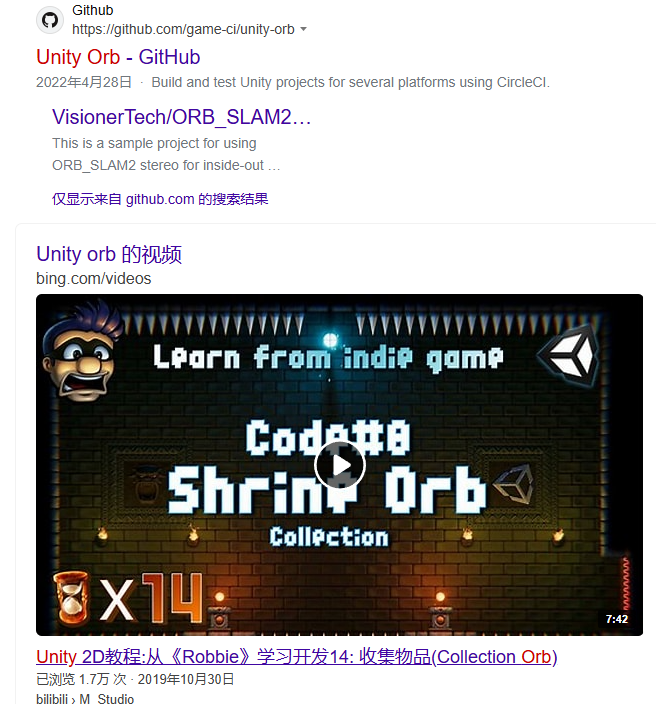 Github
https://github.com/game-ci/unity-orb
Unity Orb - GitHub
2022年4月28日 · Build and test Unity projects for several platforms using CircleCI.
VisionerTech/ORB_SLAM2…
This is a sample project for using
ORB_SLAM2 stereo for inside-out …
仅显示来自 github.com 的搜索结果
Unity orb 的视频
bing.com/videos
Learn from indie game
Code#8
Shrine Orb
Collection
X14
7:42
Unity 2D教程:从《Robbie》学习开发14: 收集物品(Collection Orb)
已浏览 1.7万 次 · 2019年10月30日
bilibili › M_Studio